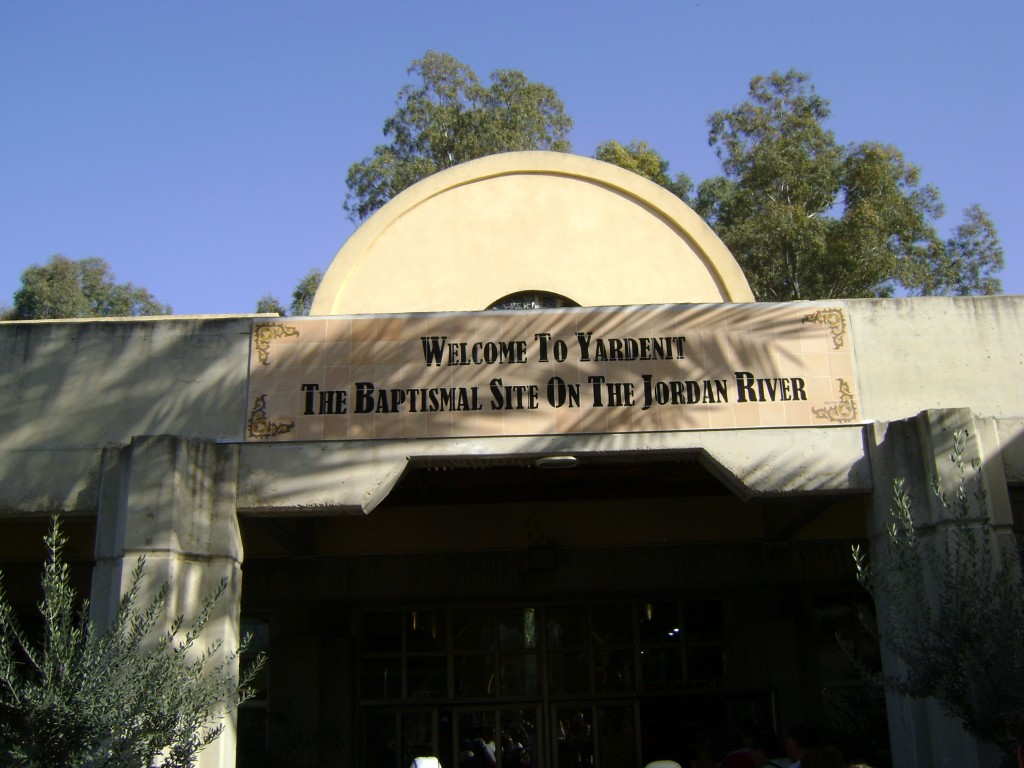 Welcome To Yardenit
The Baptismal Site On The Jordan River